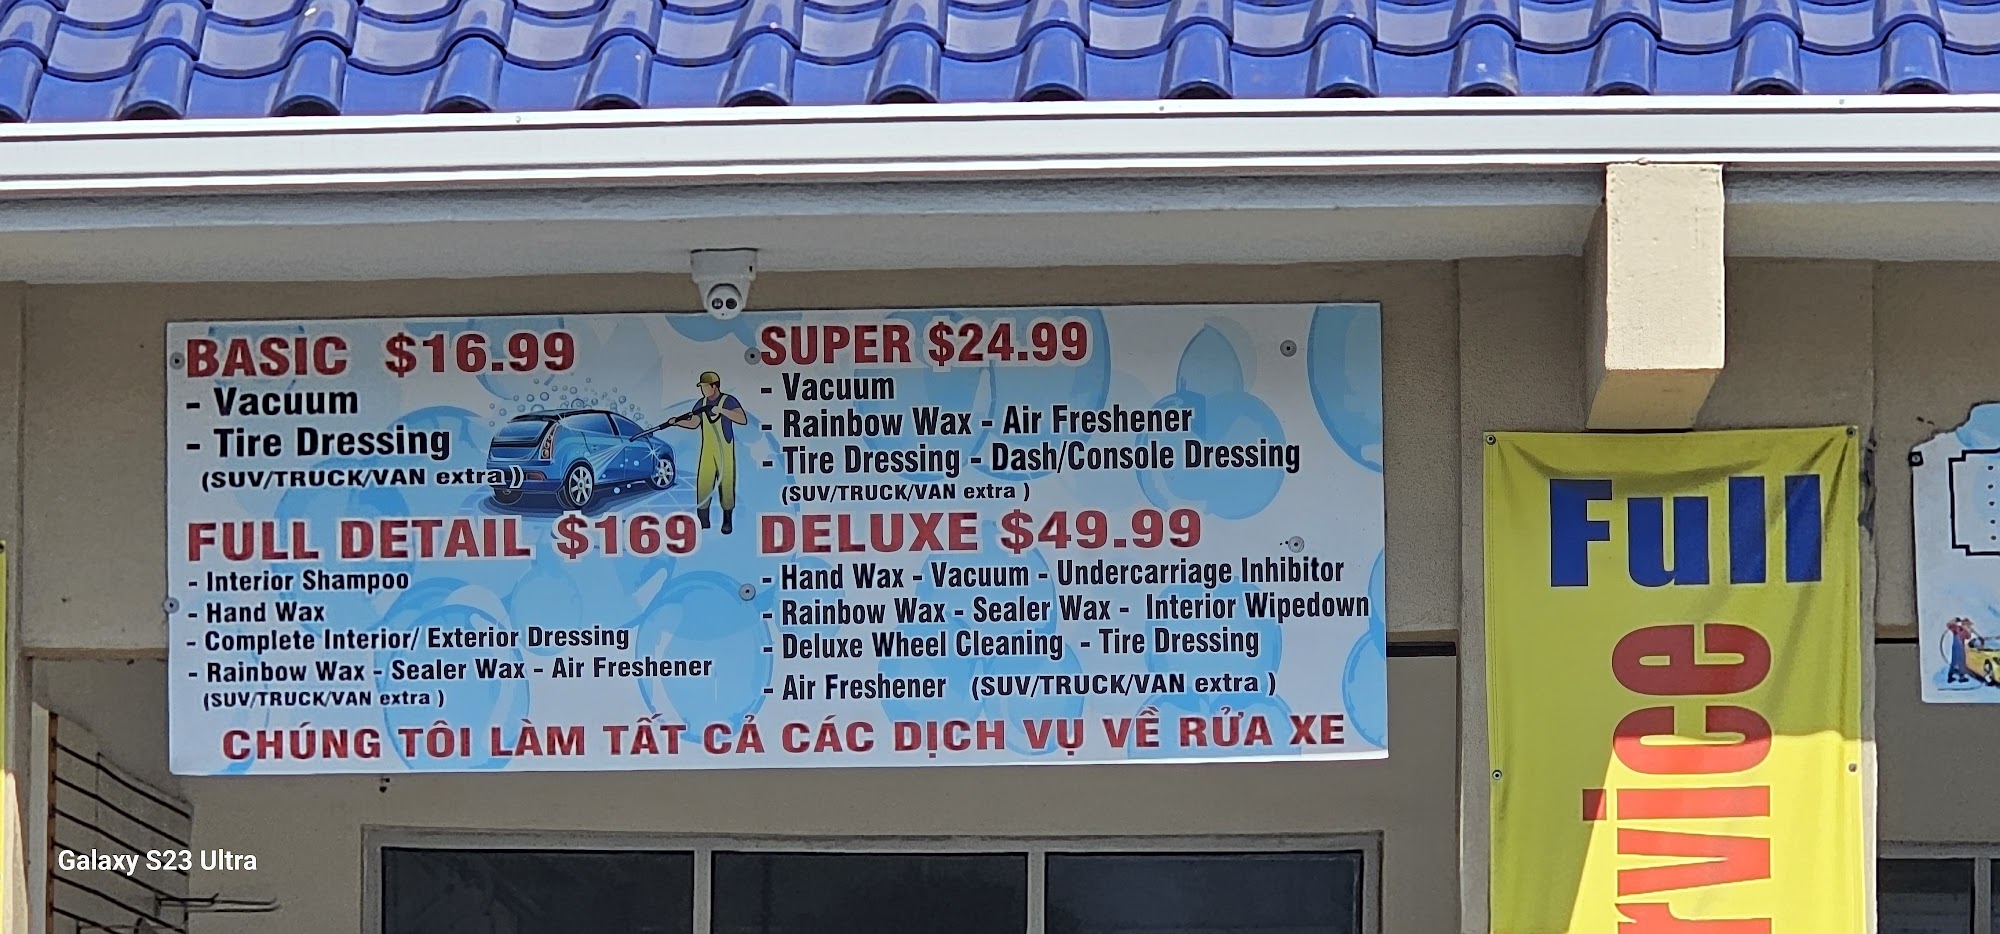 BASIC $16.99
- Vacuum
- Tire Dressing
(SUV/TRUCK/VAN extra )
FULL DETAIL $169
- Interior Shampoo
- Hand Wax
- Complete Interior/ Exterior Dressing
- Rainbow Wax - Sealer Wax - Air Freshener
(SUV/TRUCK/VAN extra )
SUPER $24.99
- Vacuum
- Rainbow Wax - Air Freshener
- Tire Dressing - Dash/Console Dressing
(SUV/TRUCK/VAN extra )
DELUXE $49.99
- Hand Wax - Vacuum - Undercarriage Inhibitor
- Rainbow Wax - Sealer Wax - Interior Wipedown
- Deluxe Wheel Cleaning - Tire Dressing
- Air Freshener (SUV/TRUCK/VAN extra )
CHÚNG TÔI LÀM TẤT CẢ CÁC DỊCH VỤ VỀ RỬA XE
Full
rvice
Galaxy S23 Ultra